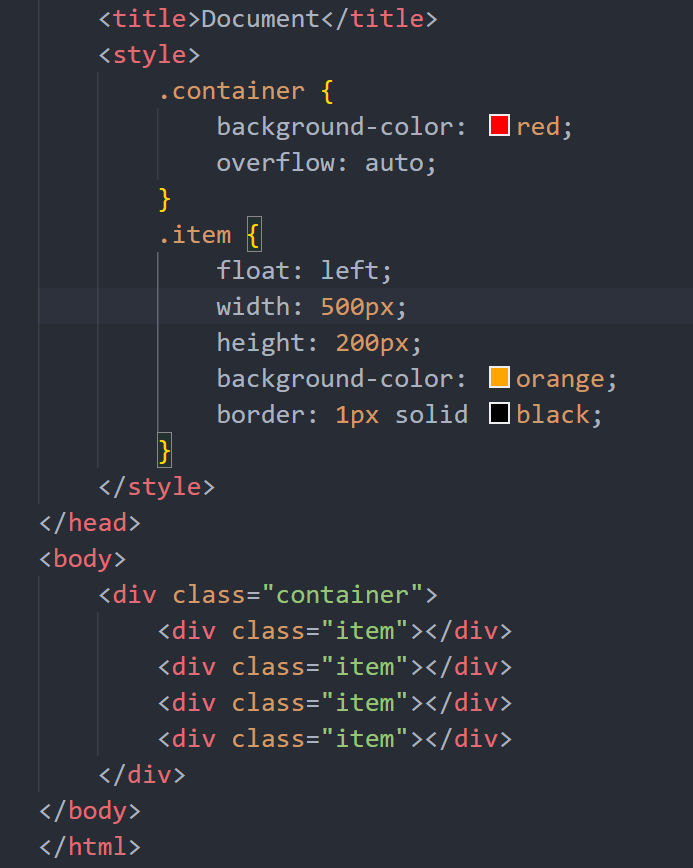 <title>Document</title>
<style>
.container {
background-color: red;
overflow: auto;
}
.item {
float: left;
width: 500px;
height: 200px;
background-color: orange;
border: 1px solid black;
}
</style>
</head>
<body>
<div class="container">
<div class="item"></div>
<div class="item"></div>
<div class="item"></div>
<div class="item"></div>
</div>
</body>
</html>